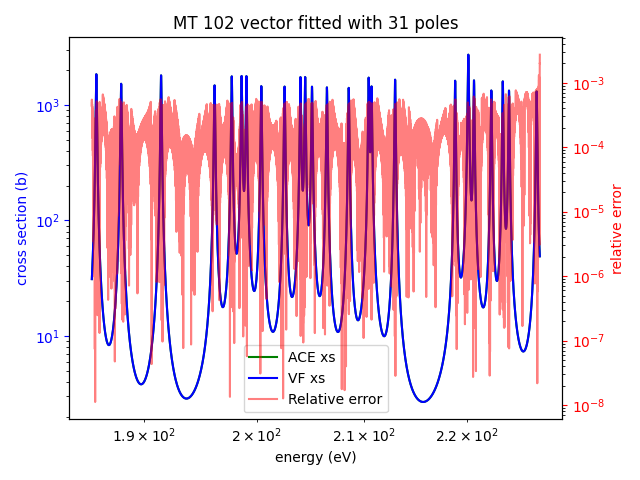 MT 102 vector fitted with 31 poles
10³
10²
10¹
cross section (b)
10⁻³
10⁻⁴
10⁻⁵
10⁻⁶
10⁻⁷
10⁻⁸
relative error
ACE xs
VF xs
Relative error
1.9 × 10² 2 × 10² 2.1 × 10² 2.2 × 10²
energy (eV)